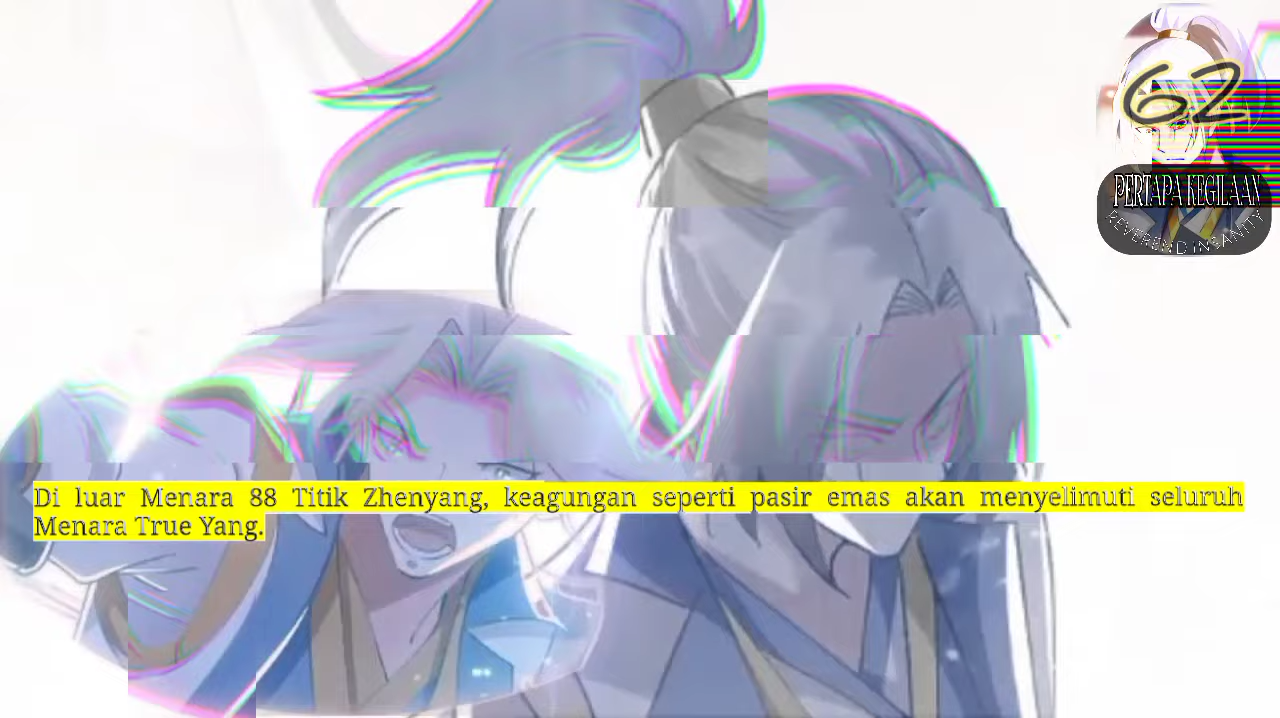 62
PERTAPA KEGILAAN
REVEREND INSANITY
Di luar Menara 88 Titik Zhenyang, keagungan seperti pasir emas akan menyelimuti seluruh
Menara True Yang.